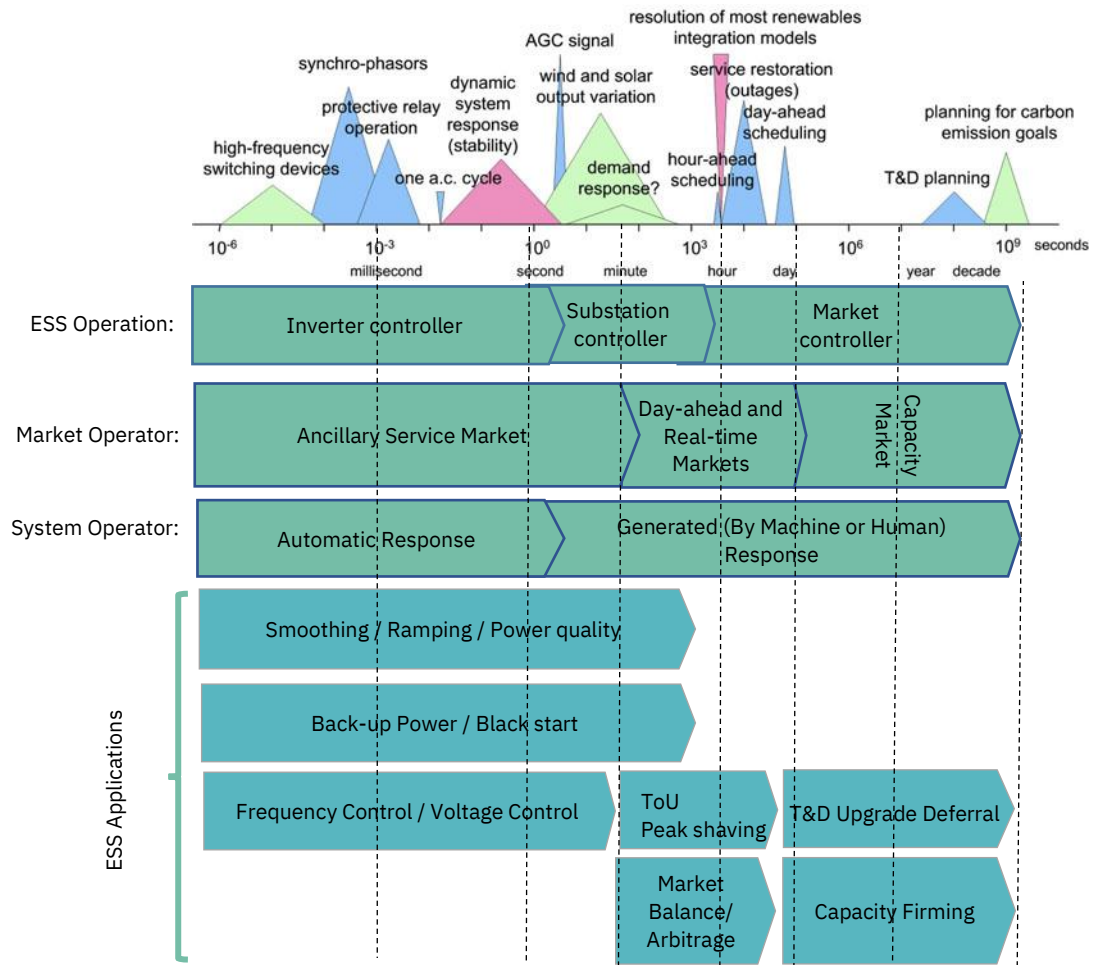 resolution of most renewables
integration models
AGC signal
synchro-phasors
wind and solar
output variation
service restoration
(outages)
dynamic
system
response
(stability)
protective relay
operation
day-ahead
scheduling
planning for carbon
emission goals
high-frequency
switching devices
one a.c. cycle
demand
response?
hour-ahead
scheduling
T&D planning
10-6
10-3
100
103
106
109
seconds
millisecond
second
minute
hour
day
year
decade
ESS Operation:
Inverter controller
Substation
controller
Market
controller
Market Operator:
Ancillary Service Market
Day-ahead and
Real-time
Markets
Capacity
Market
System Operator:
Automatic Response
Generated (By Machine or Human)
Response
ESS Applications
Smoothing / Ramping / Power quality
Back-up Power / Black start
Frequency Control / Voltage Control
ToU
Peak shaving
T&D Upgrade Deferral
Market
Balance/
Arbitrage
Capacity Firming